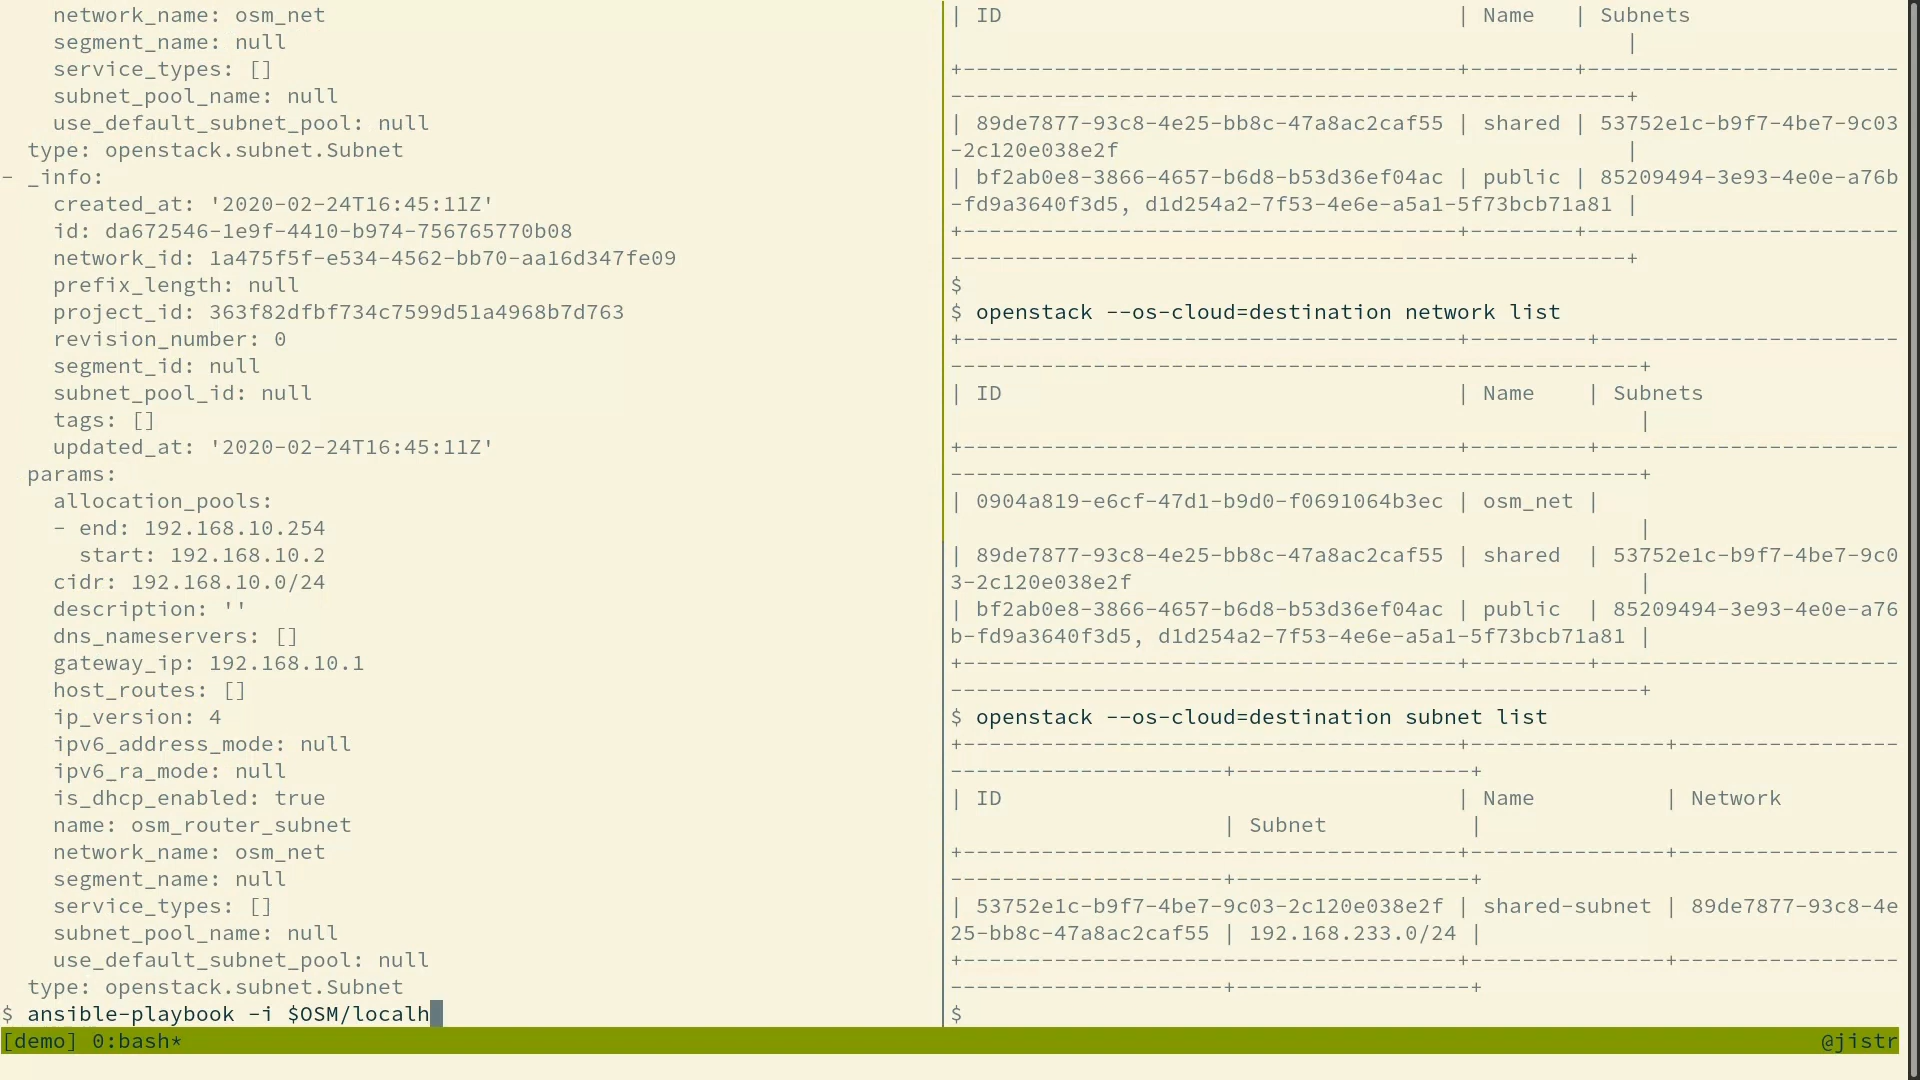 network_name: osm_net
    segment_name: null
    service_types: []
    subnet_pool_name: null
    use_default_subnet_pool: null
  type: openstack.subnet.Subnet
- _info:
    created_at: '2020-02-24T16:45:11Z'
    id: da672546-1e9f-4410-b974-756765770b08
    network_id: 1a475f5f-e534-4562-bb70-aa16d347fe09
    prefix_length: null
    project_id: 363f82dfbf734c7599d51a4968b7d763
    revision_number: 0
    segment_id: null
    subnet_pool_id: null
    tags: []
    updated_at: '2020-02-24T16:45:11Z'
  params:
    allocation_pools:
    - end: 192.168.10.254
      start: 192.168.10.2
    cidr: 192.168.10.0/24
    description: ''
    dns_nameservers: []
    gateway_ip: 192.168.10.1
    host_routes: []
    ip_version: 4
    ipv6_address_mode: null
    ipv6_ra_mode: null
    is_dhcp_enabled: true
    name: osm_router_subnet
    network_name: osm_net
    segment_name: null
    service_types: []
    subnet_pool_name: null
    use_default_subnet_pool: null
  type: openstack.subnet.Subnet
$ ansible-playbook -i $OSM/localh
| ID                                   | Name   | Subnets
                                                    |
+--------------------------------------+--------+------------------------
----------------------------------------------------+
| 89de7877-93c8-4e25-bb8c-47a8ac2caf55 | shared | 53752e1c-b9f7-4be7-9c03
-2c120e038e2f                                       |
| bf2ab0e8-3866-4657-b6d8-b53d36ef04ac | public | 85209494-3e93-4e0e-a76b
-fd9a3640f3d5, d1d254a2-7f53-4e6e-a5a1-5f73bcb71a81 |
+--------------------------------------+--------+------------------------
----------------------------------------------------+
$
$ openstack --os-cloud=destination network list
+--------------------------------------+---------+-----------------------
-----------------------------------------------------+
| ID                                   | Name    | Subnets
                                                     |
+--------------------------------------+---------+-----------------------
-----------------------------------------------------+
| 0904a819-e6cf-47d1-b9d0-f0691064b3ec | osm_net |
                                                     |
| 89de7877-93c8-4e25-bb8c-47a8ac2caf55 | shared  | 53752e1c-b9f7-4be7-9c0
3-2c120e038e2f                                       |
| bf2ab0e8-3866-4657-b6d8-b53d36ef04ac | public  | 85209494-3e93-4e0e-a76
b-fd9a3640f3d5, d1d254a2-7f53-4e6e-a5a1-5f73bcb71a81 |
+--------------------------------------+---------+-----------------------
-----------------------------------------------------+
$ openstack --os-cloud=destination subnet list
+--------------------------------------+---------------+-----------------
---------------------+------------------+
| ID                                   | Name          | Network
                     | Subnet           |
+--------------------------------------+---------------+-----------------
---------------------+------------------+
| 53752e1c-b9f7-4be7-9c03-2c120e038e2f | shared-subnet | 89de7877-93c8-4e
25-bb8c-47a8ac2caf55 | 192.168.233.0/24 |
+--------------------------------------+---------------+-----------------
---------------------+------------------+
$
[demo] 0:bash* @jistr